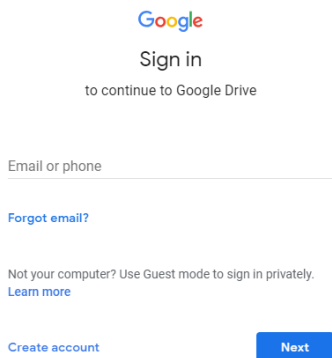 Google
Sign in
to continue to Google Drive
Email or phone
Forgot email?
Not your computer? Use Guest mode to sign in privately.
Learn more
Create account
Next